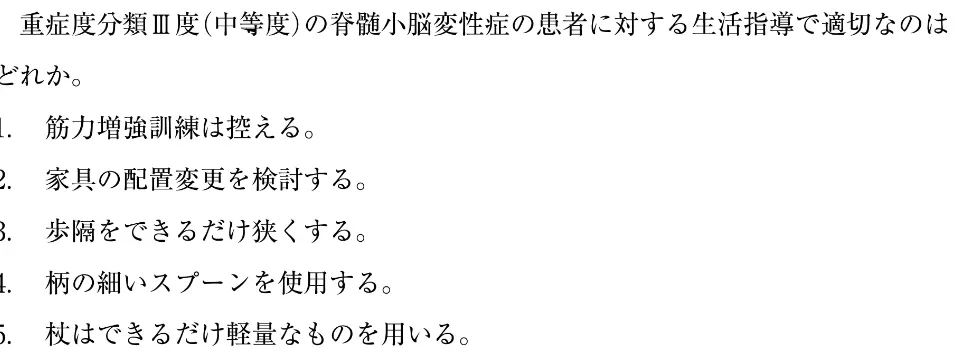 重症度分類Ⅲ度(中等度)の脊髄小脳変性症の患者に対する生活指導で適切なのは
どれか。
1. 筋力増強訓練は控える。
2. 家具の配置変更を検討する。
3. 歩隔をできるだけ狭くする。
4. 柄の細いスプーンを使用する。
5. 杖はできるだけ軽量なものを用いる。